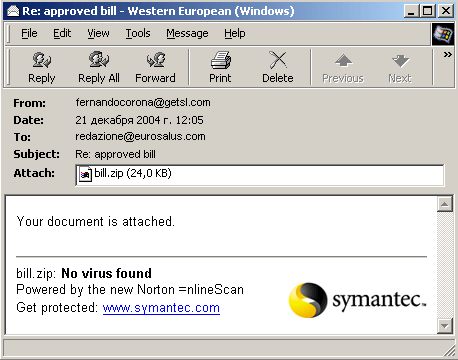 Re: approved bill - Western European (Windows)
File Edit View Tools Message Help
Reply Reply All Forward Print Delete Previous Next »
From: fernandocorona@getsl.com
Date: 21 декабря 2004 г. 12:05
To: redazione@eurosalus.com
Subject: Re: approved bill
Attach: bill.zip (24,0 KB)
Your document is attached.
bill.zip: No virus found
Powered by the new Norton =nlineScan
Get protected: www.symantec.com
symantec™